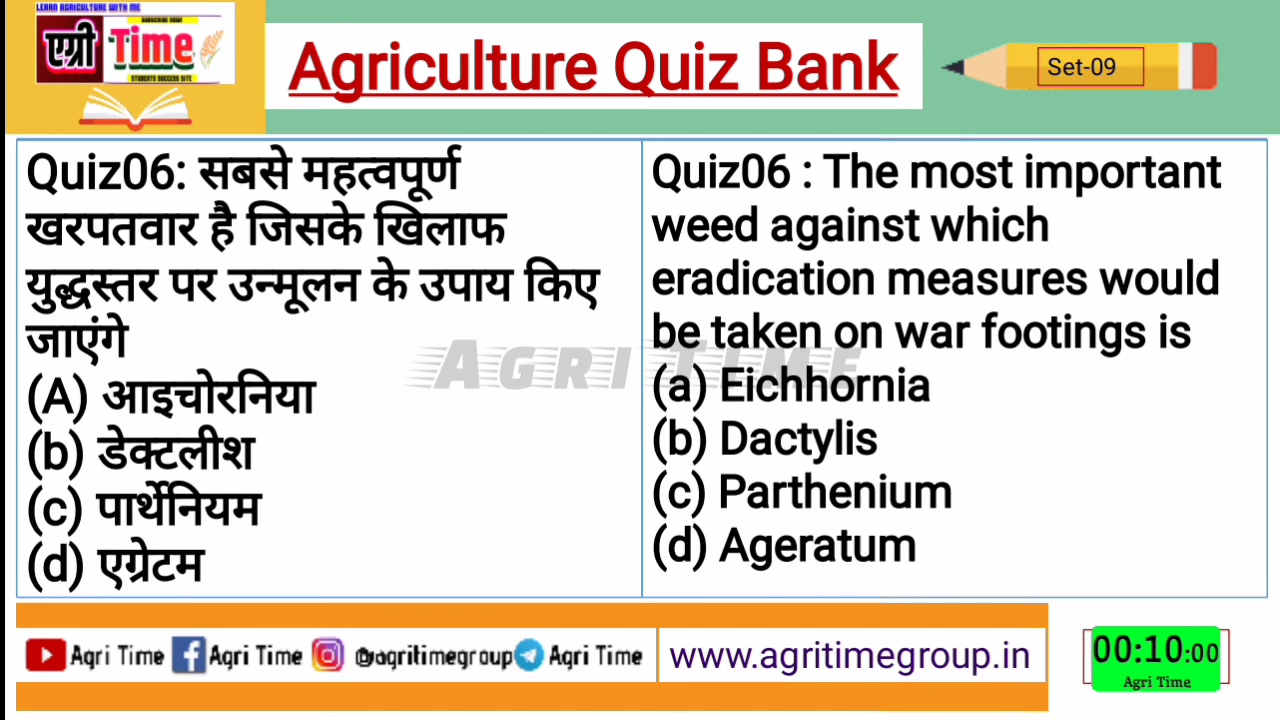 LEARN AGRICULTURE WITH ME
SUBSCRIBE NOW!
एग्री Time
STUDENTS SUCCESS SITE
Agriculture Quiz Bank
Set-09
Quiz06: सबसे महत्वपूर्ण
खरपतवार है जिसके खिलाफ
युद्धस्तर पर उन्मूलन के उपाय किए
जाएंगे
(A) आइचोरनिया
(b) डेक्टलीश
(c) पार्थेनियम
(d) एग्रेटम
Quiz06 : The most important
weed against which
eradication measures would
be taken on war footings is
(a) Eichhornia
(b) Dactylis
(c) Parthenium
(d) Ageratum
AGRI TIME
Agri Time Agri Time @agritimegroup Agri Time
www.agritimegroup.in
00:10:00
Agri Time